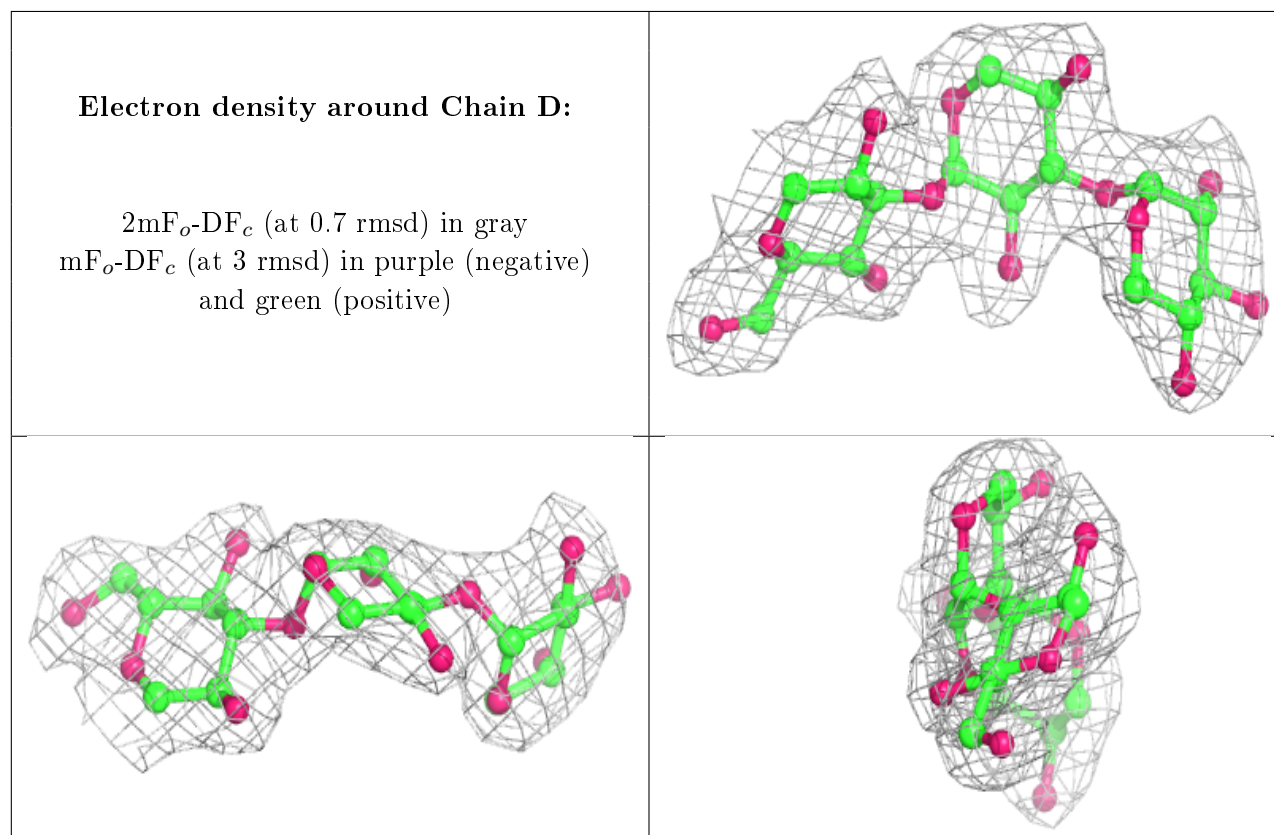 Electron density around Chain D:
2mFₒ-DF𝒸 (at 0.7 rmsd) in gray
mFₒ-DF𝒸 (at 3 rmsd) in purple (negative)
and green (positive)